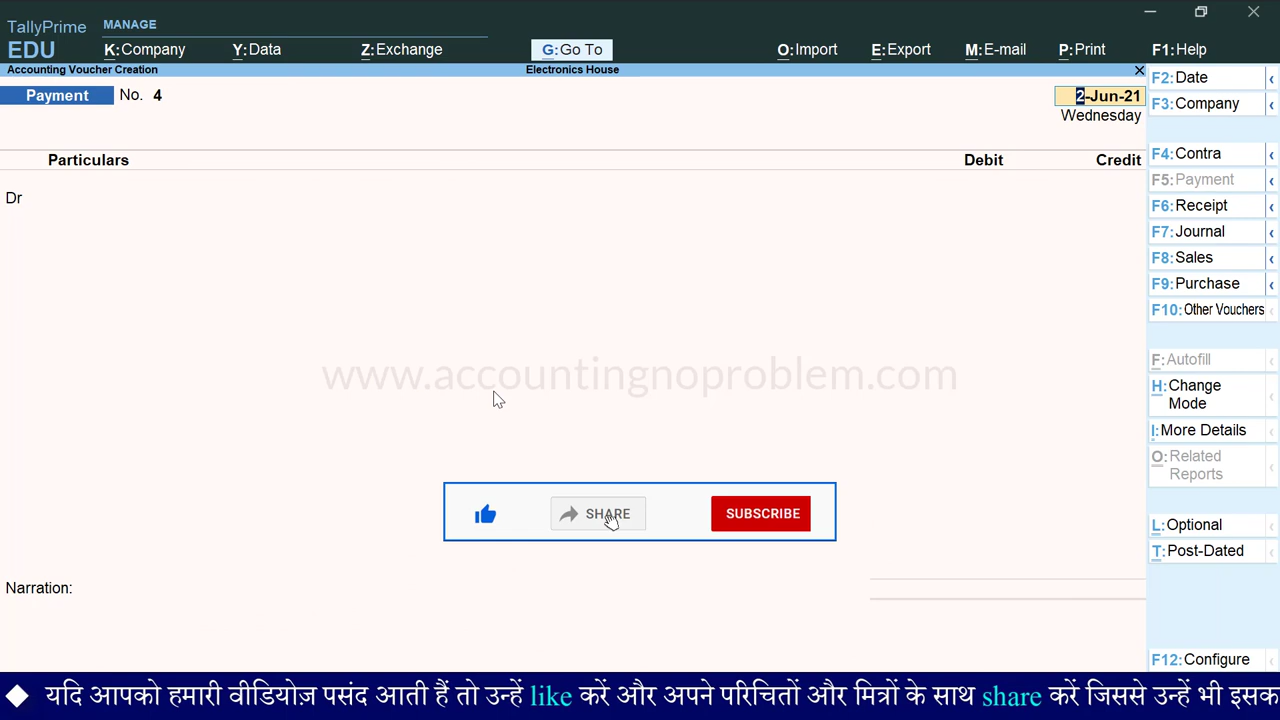 TallyPrime
EDU
MANAGE
K:Company Y:Data Z:Exchange G:Go To O:Import E:Export M:E-mail P:Print F1:Help
Accounting Voucher Creation Electronics House
Payment No. 4 2-Jun-21
Wednesday
Particulars Debit Credit
Dr
www.accountingnoproblem.com
SHARE SUBSCRIBE
Narration:
F2:Date
F3:Company
F4:Contra
F5:Payment
F6:Receipt
F7:Journal
F8:Sales
F9:Purchase
F10:Other Vouchers
F:Autofill
H:Change
Mode
I:More Details
O:Related
Reports
L:Optional
T:Post-Dated
F12:Configure
यदि आपको हमारी वीडियोज़ पसंद आती हैं तो उन्हें like करें और अपने परिचितों और मित्रों के साथ share करें जिससे उन्हें भी इसका